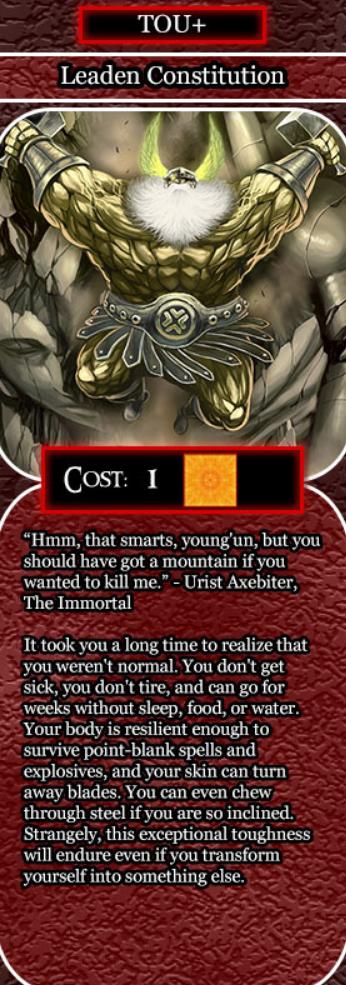 TOU+
Leaden Constitution
Cost: 1
“Hmm, that smarts, young'un, but you
should have got a mountain if you
wanted to kill me.” - Urist Axebiter,
The Immortal
It took you a long time to realize that
you weren't normal. You don't get
sick, you don't tire, and can go for
weeks without sleep, food, or water.
Your body is resilient enough to
survive point-blank spells and
explosives, and your skin can turn
away blades. You can even chew
through steel if you are so inclined.
Strangely, this exceptional toughness
will endure even if you transform
yourself into something else.